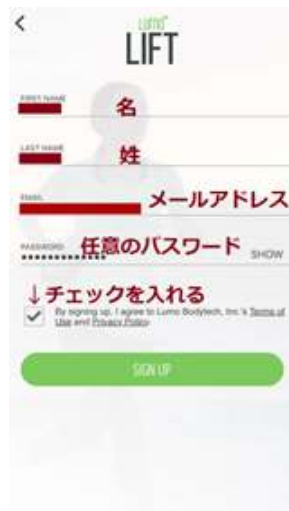 <
lumo
LIFT
FIRST NAME
名
LAST NAME
姓
EMAIL
メールアドレス
PASSWORD
任意のパスワード
SHOW
↓チェックを入れる
By signing up, I agree to Lumo Bodytech, Inc.'s Terms of
Use and Privacy Policy
SIGN UP